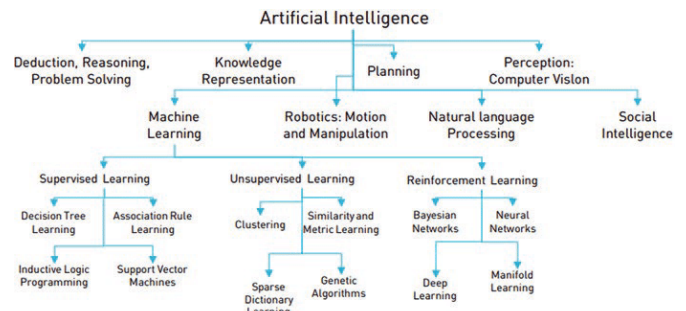 Artificial Intelligence
Deduction, Reasoning,
Problem Solving
Knowledge
Representation
Planning
Perception:
Computer Vislon
Machine
Learning
Robotics: Motion
and Manipulation
Natural language
Processing
Social
Intelligence
Supervised Learning
Unsupervised Learning
Reinforcement Learning
Decision Tree
Learning
Association Rule
Learning
Clustering
Similarity and
Metric Learning
Bayesian
Networks
Neural
Networks
Inductive Logic
Programming
Support Vector
Machines
Sparse
Dictionary
Learning
Genetic
Algorithms
Deep
Learning
Manifold
Learning